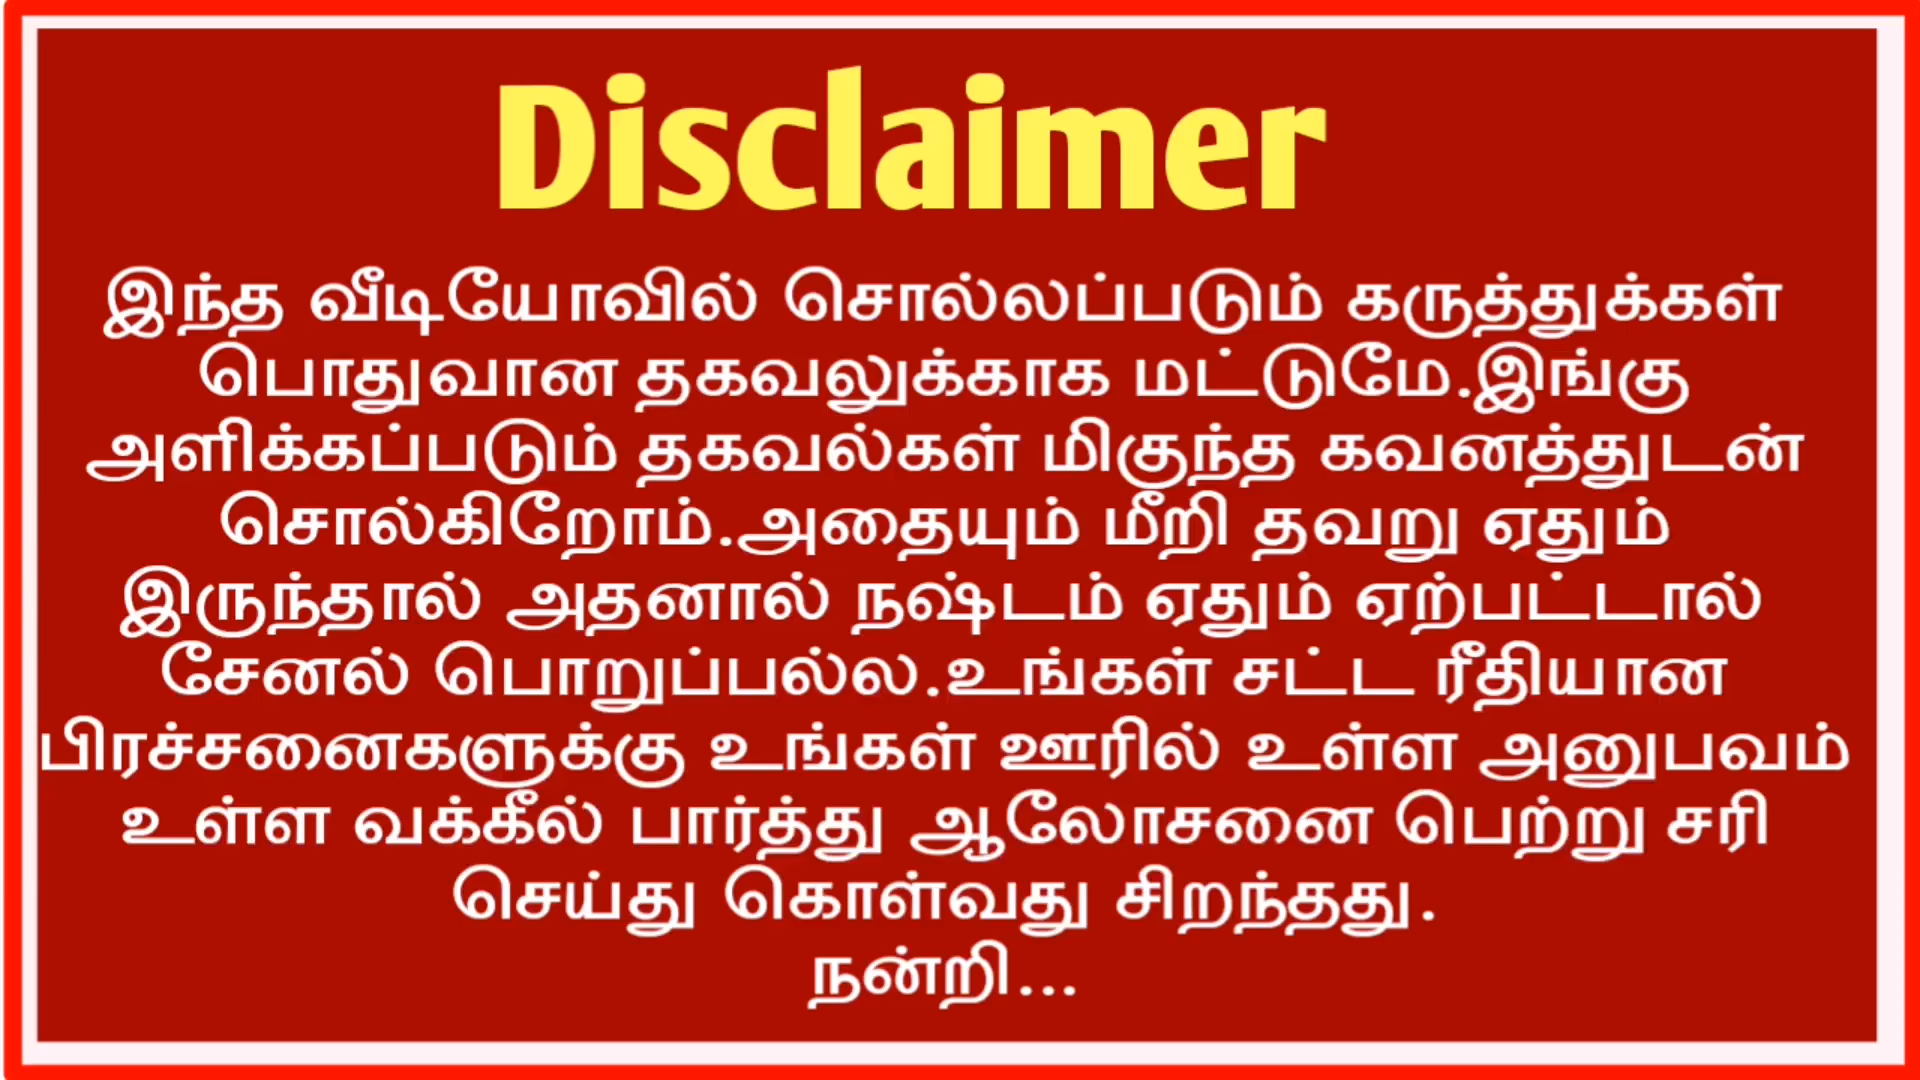 Disclaimer
இந்த வீடியோவில் சொல்லப்படும் கருத்துக்கள்
பொதுவான தகவலுக்காக மட்டுமே.இங்கு
அளிக்கப்படும் தகவல்கள் மிகுந்த கவனத்துடன்
சொல்கிறோம்.அதையும் மீறி தவறு ஏதும்
இருந்தால் அதனால் நஷ்டம் ஏதும் ஏற்பட்டால்
சேனல் பொறுப்பல்ல.உங்கள் சட்ட ரீதியான
பிரச்சனைகளுக்கு உங்கள் ஊரில் உள்ள அனுபவம்
உள்ள வக்கீல் பார்த்து ஆலோசனை பெற்று சரி
செய்து கொள்வது சிறந்தது.
நன்றி...